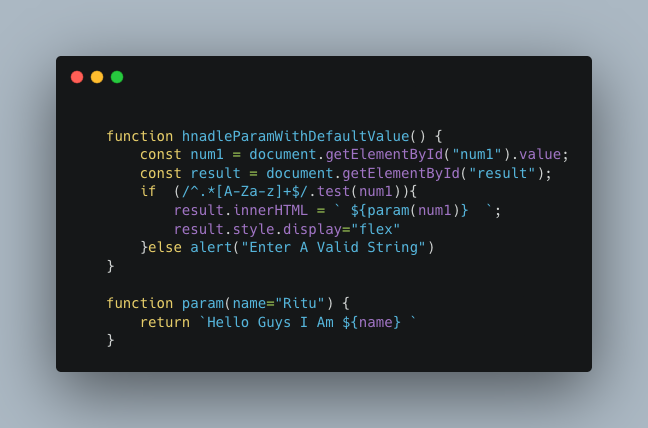 function hnadleParamWithDefaultValue() {
    const num1 = document.getElementById("num1").value;
    const result = document.getElementById("result");
    if  (/^.*[A-Za-z]+$/.test(num1)){
        result.innerHTML = ` ${param(num1)}  `;
        result.style.display="flex"
    }else alert("Enter A Valid String")
}

function param(name="Ritu") {
    return `Hello Guys I Am ${name} `
}